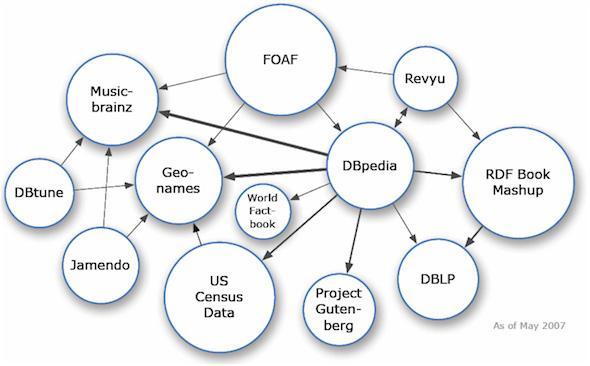 FOAF
Music-
brainz
Revyu
DBpedia
RDF Book
Mashup
Geo-
names
DBtune
World
Fact-
book
Jamendo
US
Census
Data
Project
Guten-
berg
DBLP
As of May 2007